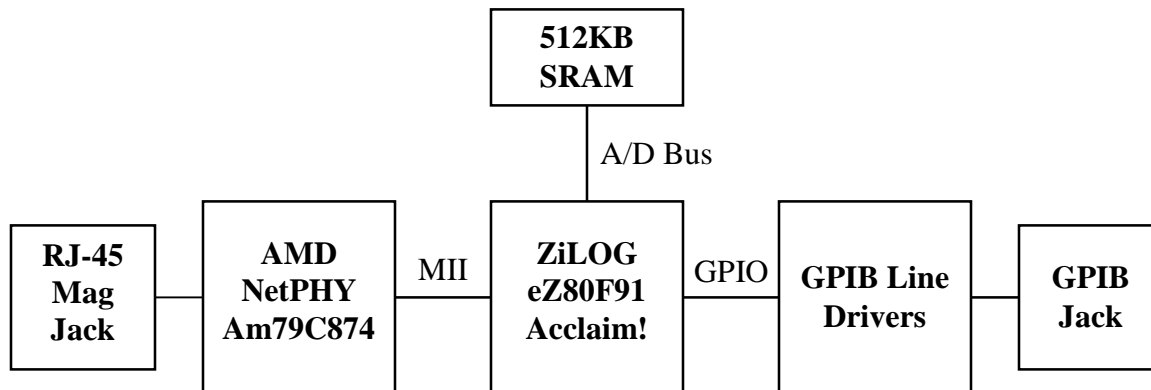 512KB
SRAM
A/D Bus
RJ-45
Mag
Jack
AMD
NetPHY
Am79C874
MII
ZiLOG
eZ80F91
Acclaim!
GPIO
GPIB Line
Drivers
GPIB
Jack